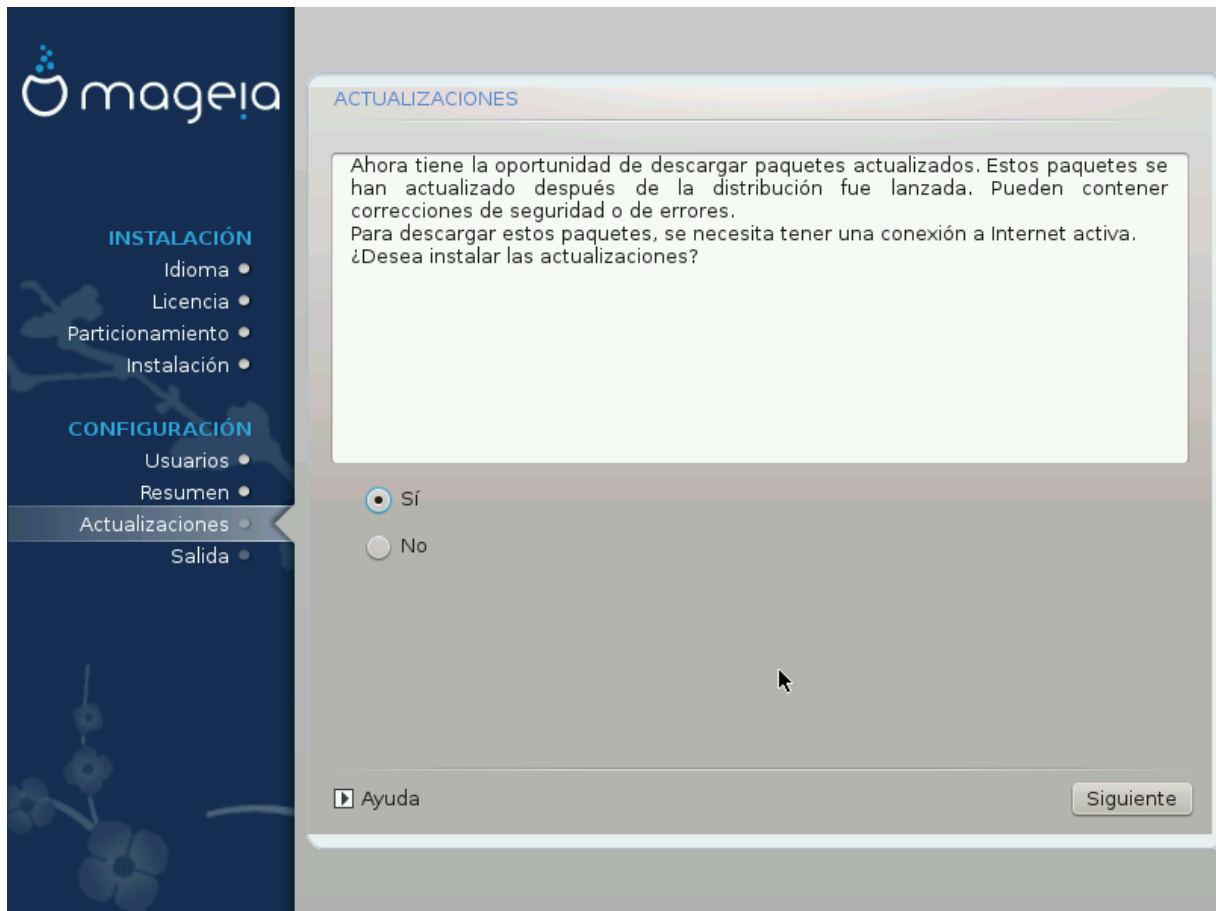 mageia
INSTALACIÓN
Idioma
Licencia
Particionamiento
Instalación
CONFIGURACIÓN
Usuarios
Resumen
Actualizaciones
Salida
ACTUALIZACIONES
Ahora tiene la oportunidad de descargar paquetes actualizados. Estos paquetes se
han actualizado después de la distribución fue lanzada. Pueden contener
correcciones de seguridad o de errores.
Para descargar estos paquetes, se necesita tener una conexión a Internet activa.
¿Desea instalar las actualizaciones?
Sí
No
Ayuda
Siguiente